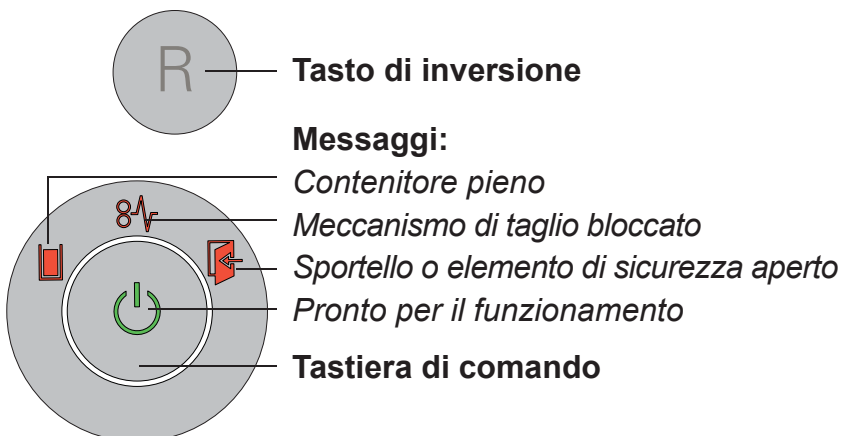 R
Tasto di inversione
Messaggi:
Contenitore pieno
Meccanismo di taglio bloccato
Sportello o elemento di sicurezza aperto
Pronto per il funzionamento
Tastiera di comando